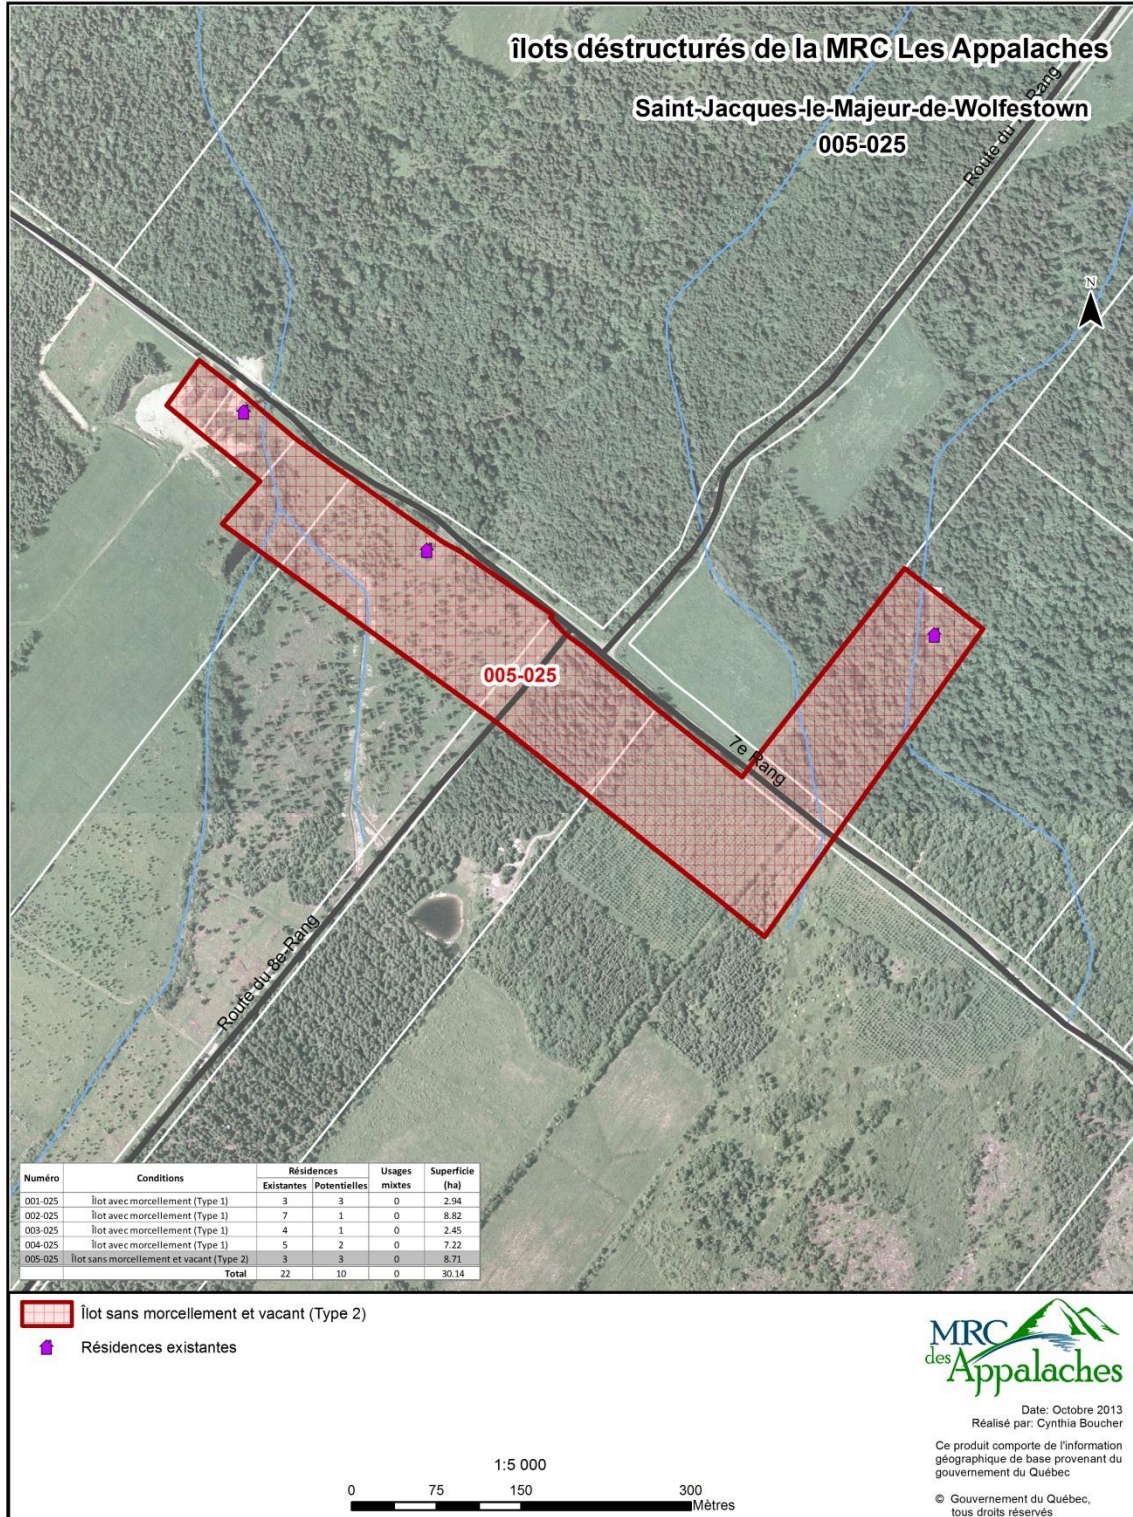 îlots déstructurés de la MRC Les Appalaches
Saint-Jacques-le-Majeur-de-Wolfestown
005-025
Route du Rang
N
005-025
7e Rang
Route du 8e-Rang
Numéro Conditions Résidences Usages mixtes Superficie (ha)
Existantes Potentielles
001-025 Îlot avec morcellement (Type 1) 3 3 0 2.94
002-025 Îlot avec morcellement (Type 1) 7 1 0 8.82
003-025 Îlot avec morcellement (Type 1) 4 1 0 2.45
004-025 Îlot avec morcellement (Type 1) 5 2 0 7.22
005-025 Îlot sans morcellement et vacant (Type 2) 3 3 0 8.71
Total 22 10 0 30.14
Îlot sans morcellement et vacant (Type 2)
Résidences existantes
1:5 000
0 75 150 300 Mètres
MRC
des Appalaches
Date: Octobre 2013
Réalisé par: Cynthia Boucher
Ce produit comporte de l'information
géographique de base provenant du
gouvernement du Québec
© Gouvernement du Québec,
tous droits réservés